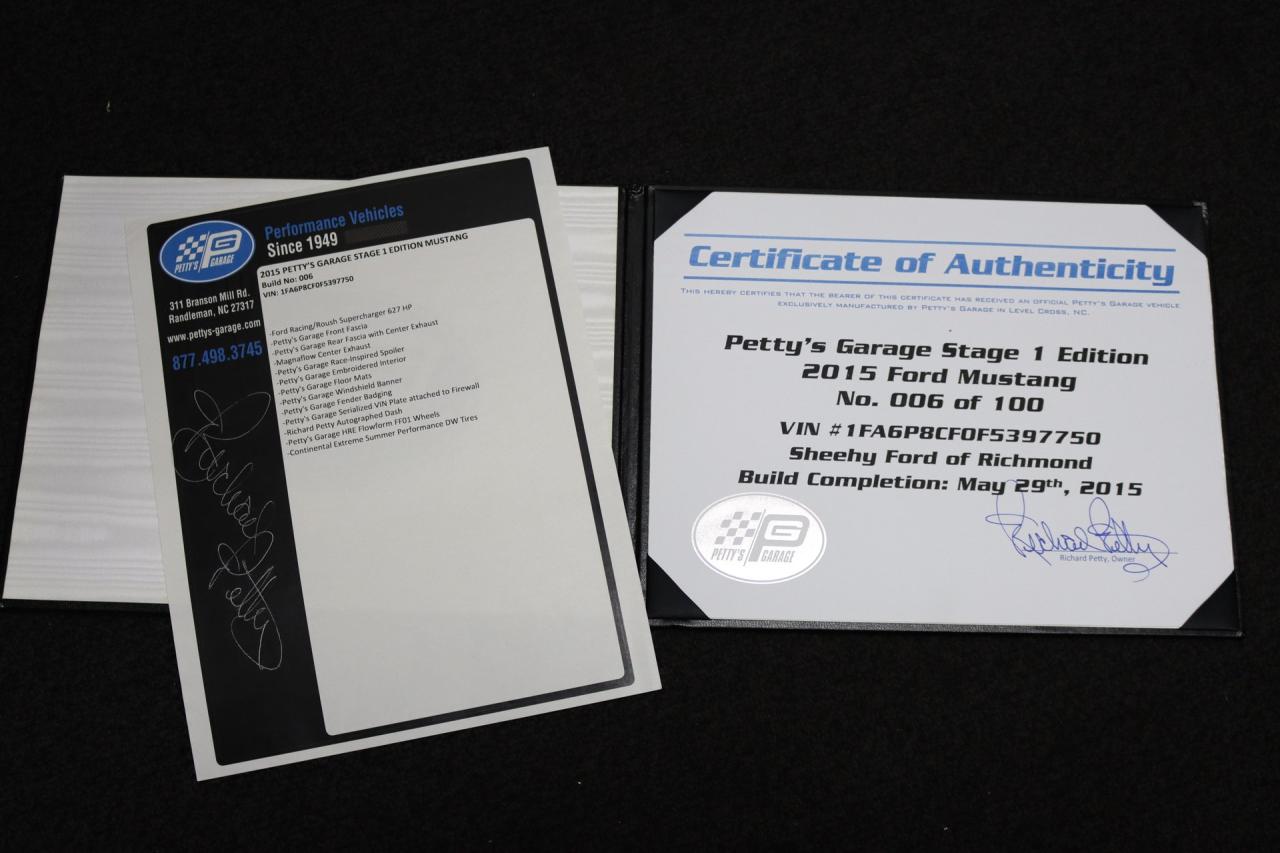 PG
PETTY'S GARAGE
Performance Vehicles
Since 1949
311 Branson Mill Rd.
Randleman, NC 27317
www.pettys-garage.com
877.498.3745
Richard Petty
2015 PETTY'S GARAGE STAGE 1 EDITION MUSTANG
Build No: 006
VIN: 1FA6P8CF0F5397750
-Ford Racing/Roush Supercharger 627 HP
-Petty's Garage Front Fascia
-Petty's Garage Rear Fascia with Center Exhaust
-Magnaflow Center Exhaust
-Petty's Garage Race-Inspired Spoiler
-Petty's Garage Embroidered Interior
-Petty's Garage Floor Mats
-Petty's Garage Windshield Banner
-Petty's Garage Fender Badging
-Petty's Garage Serialized VIN Plate attached to Firewall
-Richard Petty Autographed Dash
-Petty's Garage HRE Flowform FF01 Wheels
-Continental Extreme Summer Performance DW Tires
Certificate of Authenticity
THIS HEREBY CERTIFIES THAT THE BEARER OF THIS CERTIFICATE HAS RECEIVED AN OFFICIAL PETTY'S GARAGE VEHICLE
EXCLUSIVELY MANUFACTURED BY PETTY'S GARAGE IN LEVEL CROSS, NC.
Petty's Garage Stage 1 Edition
2015 Ford Mustang
No. 006 of 100
VIN #1FA6P8CF0F5397750
Sheehy Ford of Richmond
Build Completion: May 29th, 2015
PG
PETTY'S GARAGE
Richard Petty
Richard Petty, Owner